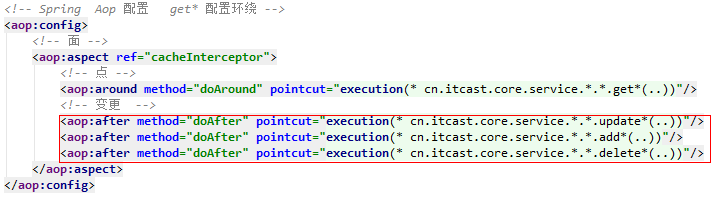 <!-- Spring  Aop 配置   get* 配置环绕 -->
<aop:config>
<!-- 面 -->
<aop:aspect ref="cacheInterceptor">
<!-- 点 -->
<aop:around method="doAround" pointcut="execution(* cn.itcast.core.service.*.*.get*(..))"/>
<!-- 变更  -->
<aop:after method="doAfter" pointcut="execution(* cn.itcast.core.service.*.*.update*(..))"/>
<aop:after method="doAfter" pointcut="execution(* cn.itcast.core.service.*.*.add*(..))"/>
<aop:after method="doAfter" pointcut="execution(* cn.itcast.core.service.*.*.delete*(..))"/>
</aop:aspect>
</aop:config>